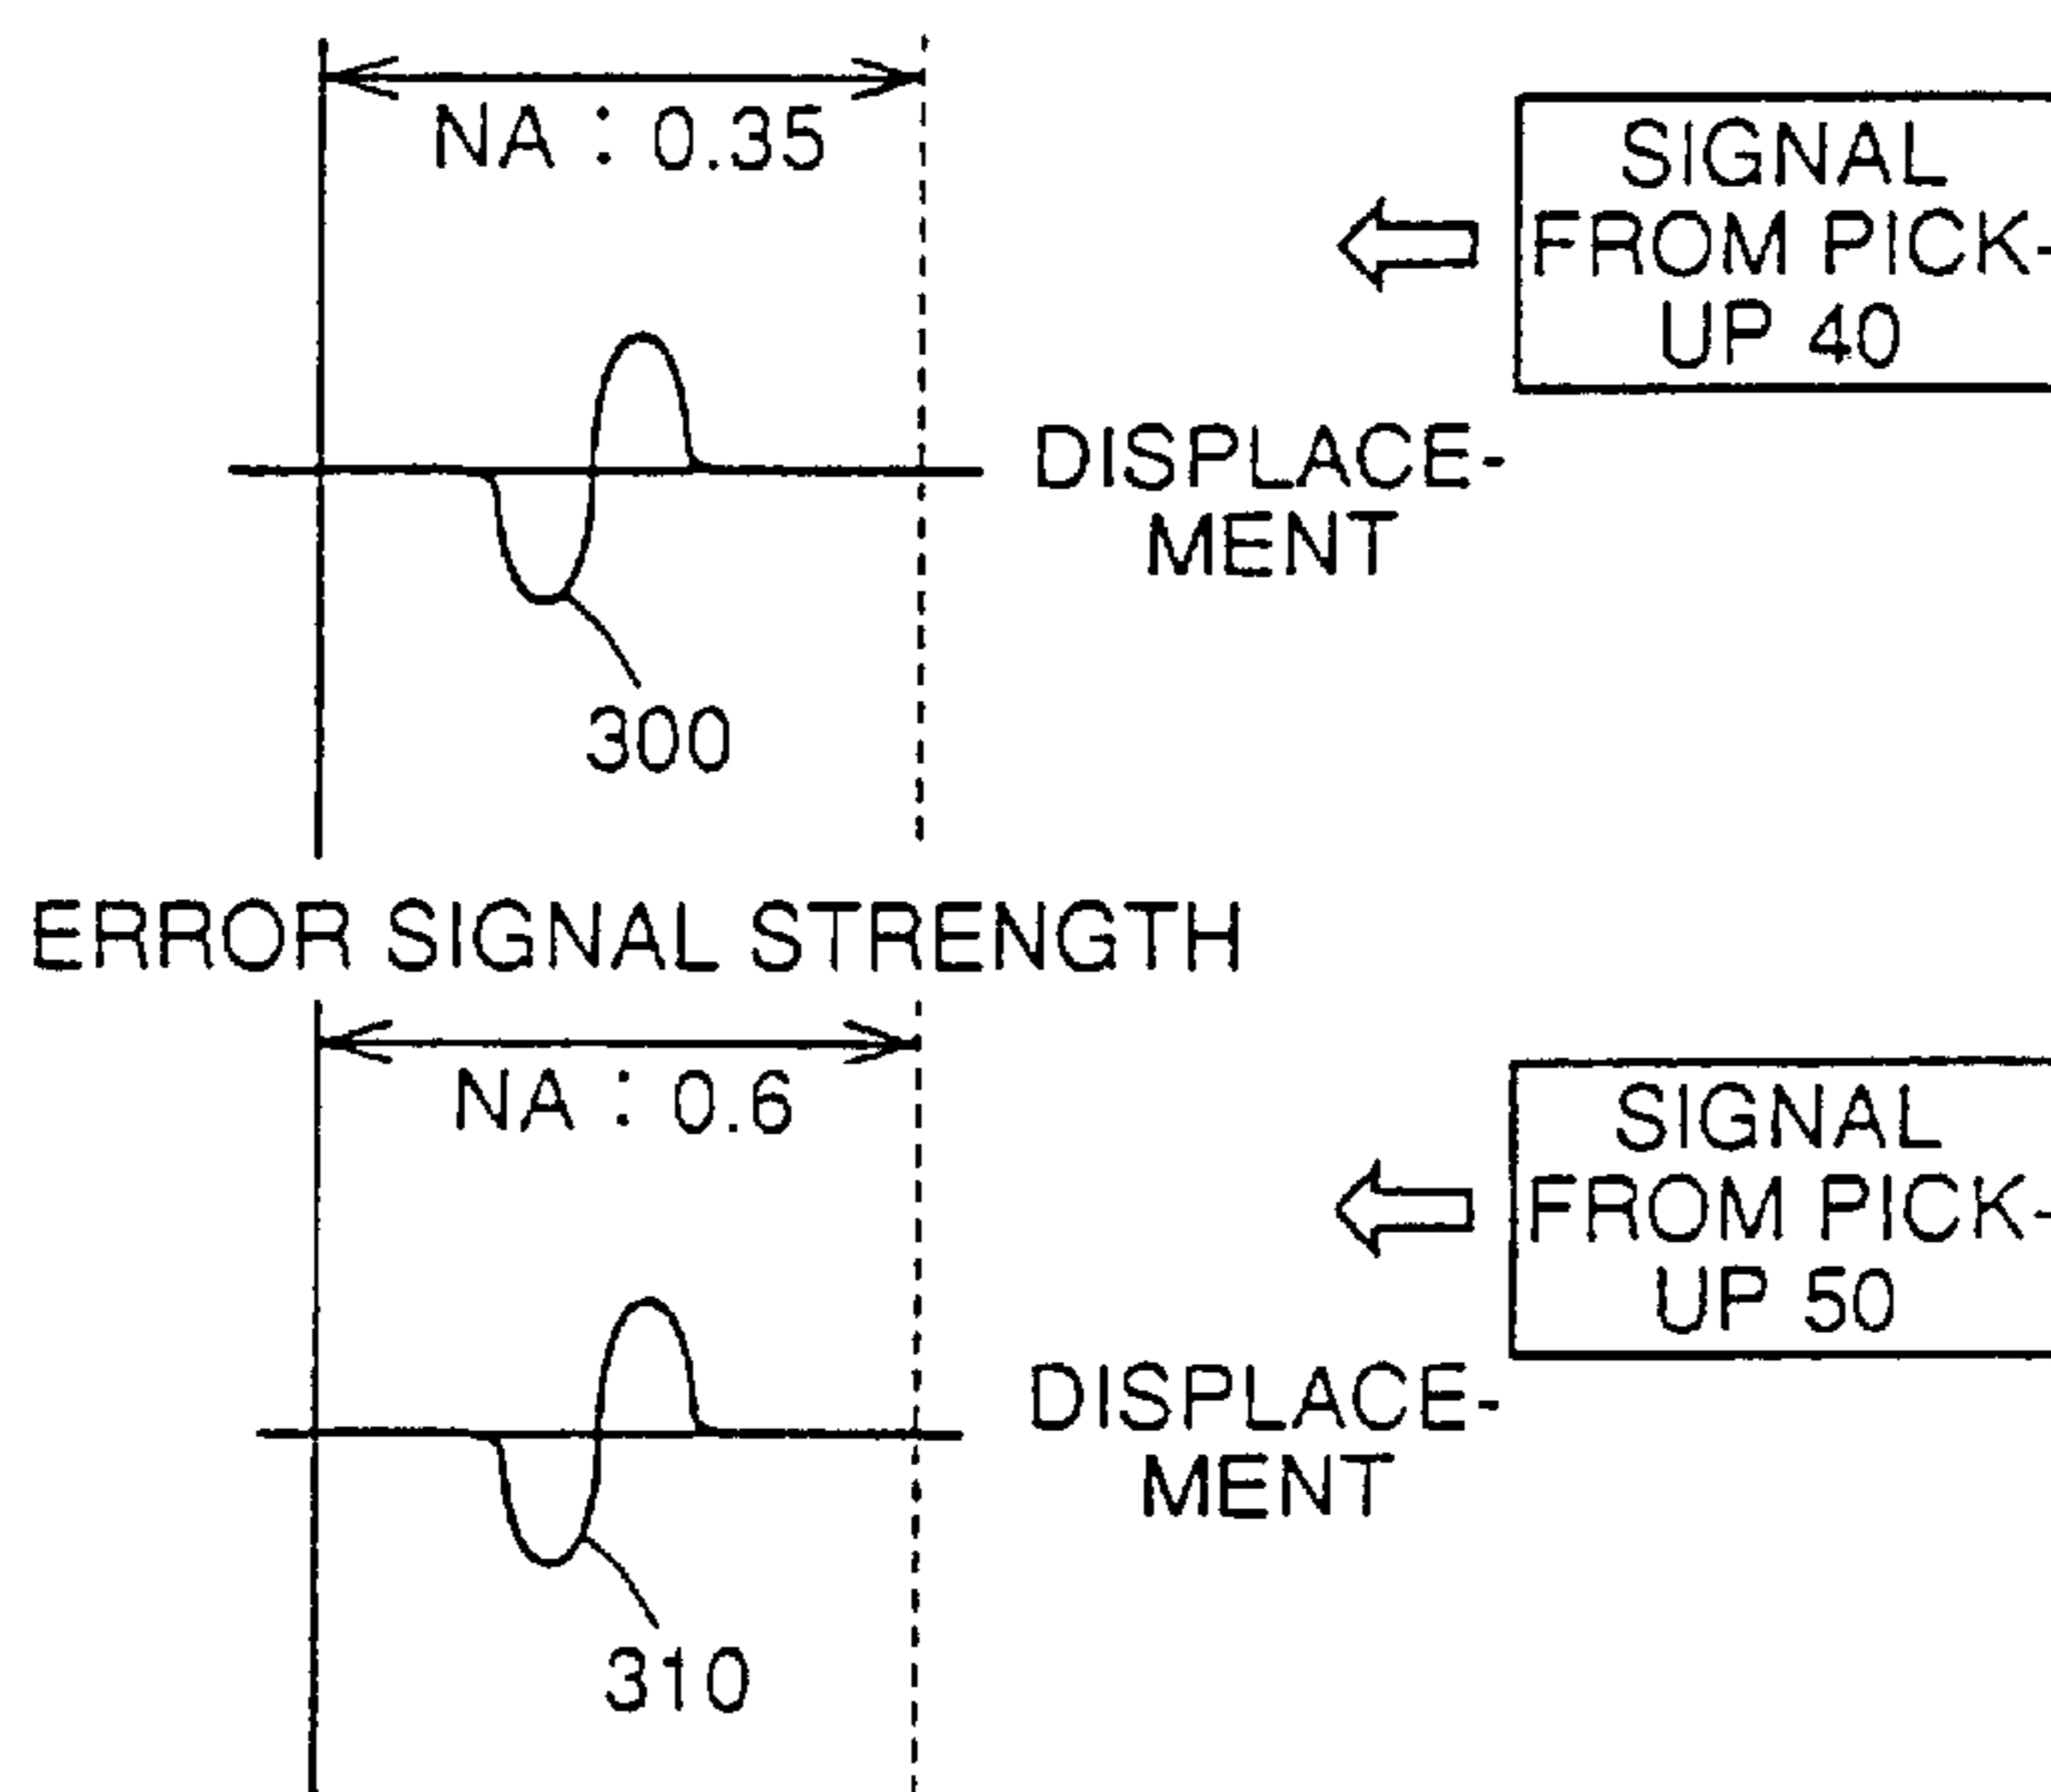 NA : 0.35
SIGNAL
FROM PICK-
UP 40
DISPLACE-
MENT
300
ERROR SIGNAL STRENGTH
NA : 0.6
SIGNAL
FROM PICK-
UP 50
DISPLACE-
MENT
310